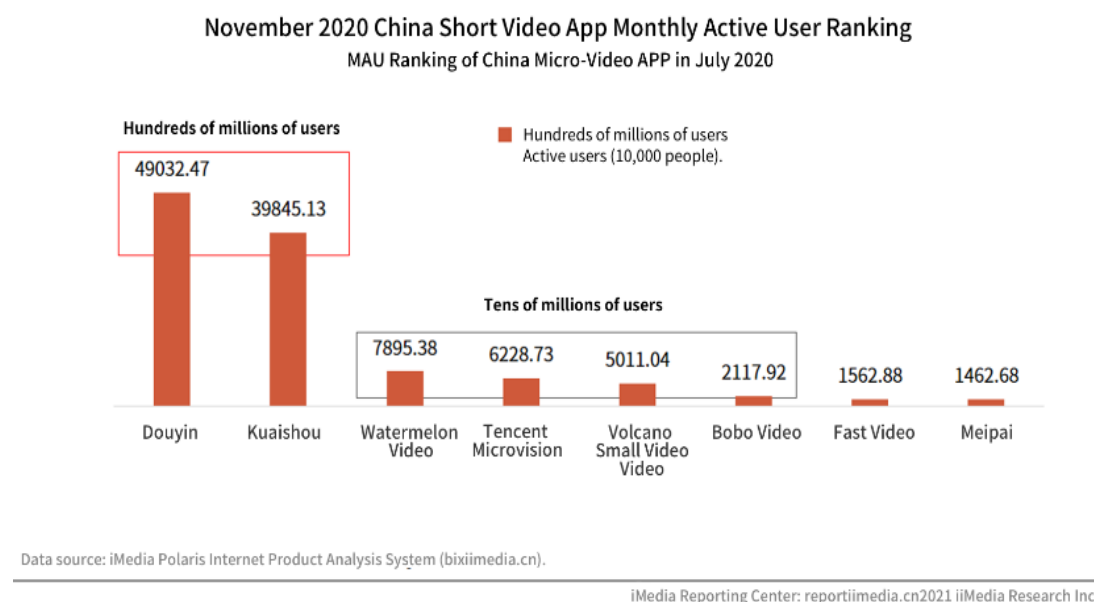 November 2020 China Short Video App Monthly Active User Ranking
MAU Ranking of China Micro-Video APP in July 2020
Hundreds of millions of users
Hundreds of millions of users
Active users (10,000 people).
49032.47
39845.13
Tens of millions of users
7895.38
6228.73
5011.04
2117.92
1562.88
1462.68
Douyin
Kuaishou
Watermelon
Video
Tencent
Microvision
Volcano
Small Video
Video
Bobo Video
Fast Video
Meipai
Data source: iMedia Polaris Internet Product Analysis System (bixiimedia.cn).
iMedia Reporting Center: reportiimedia.cn2021 iiMedia Research Inc